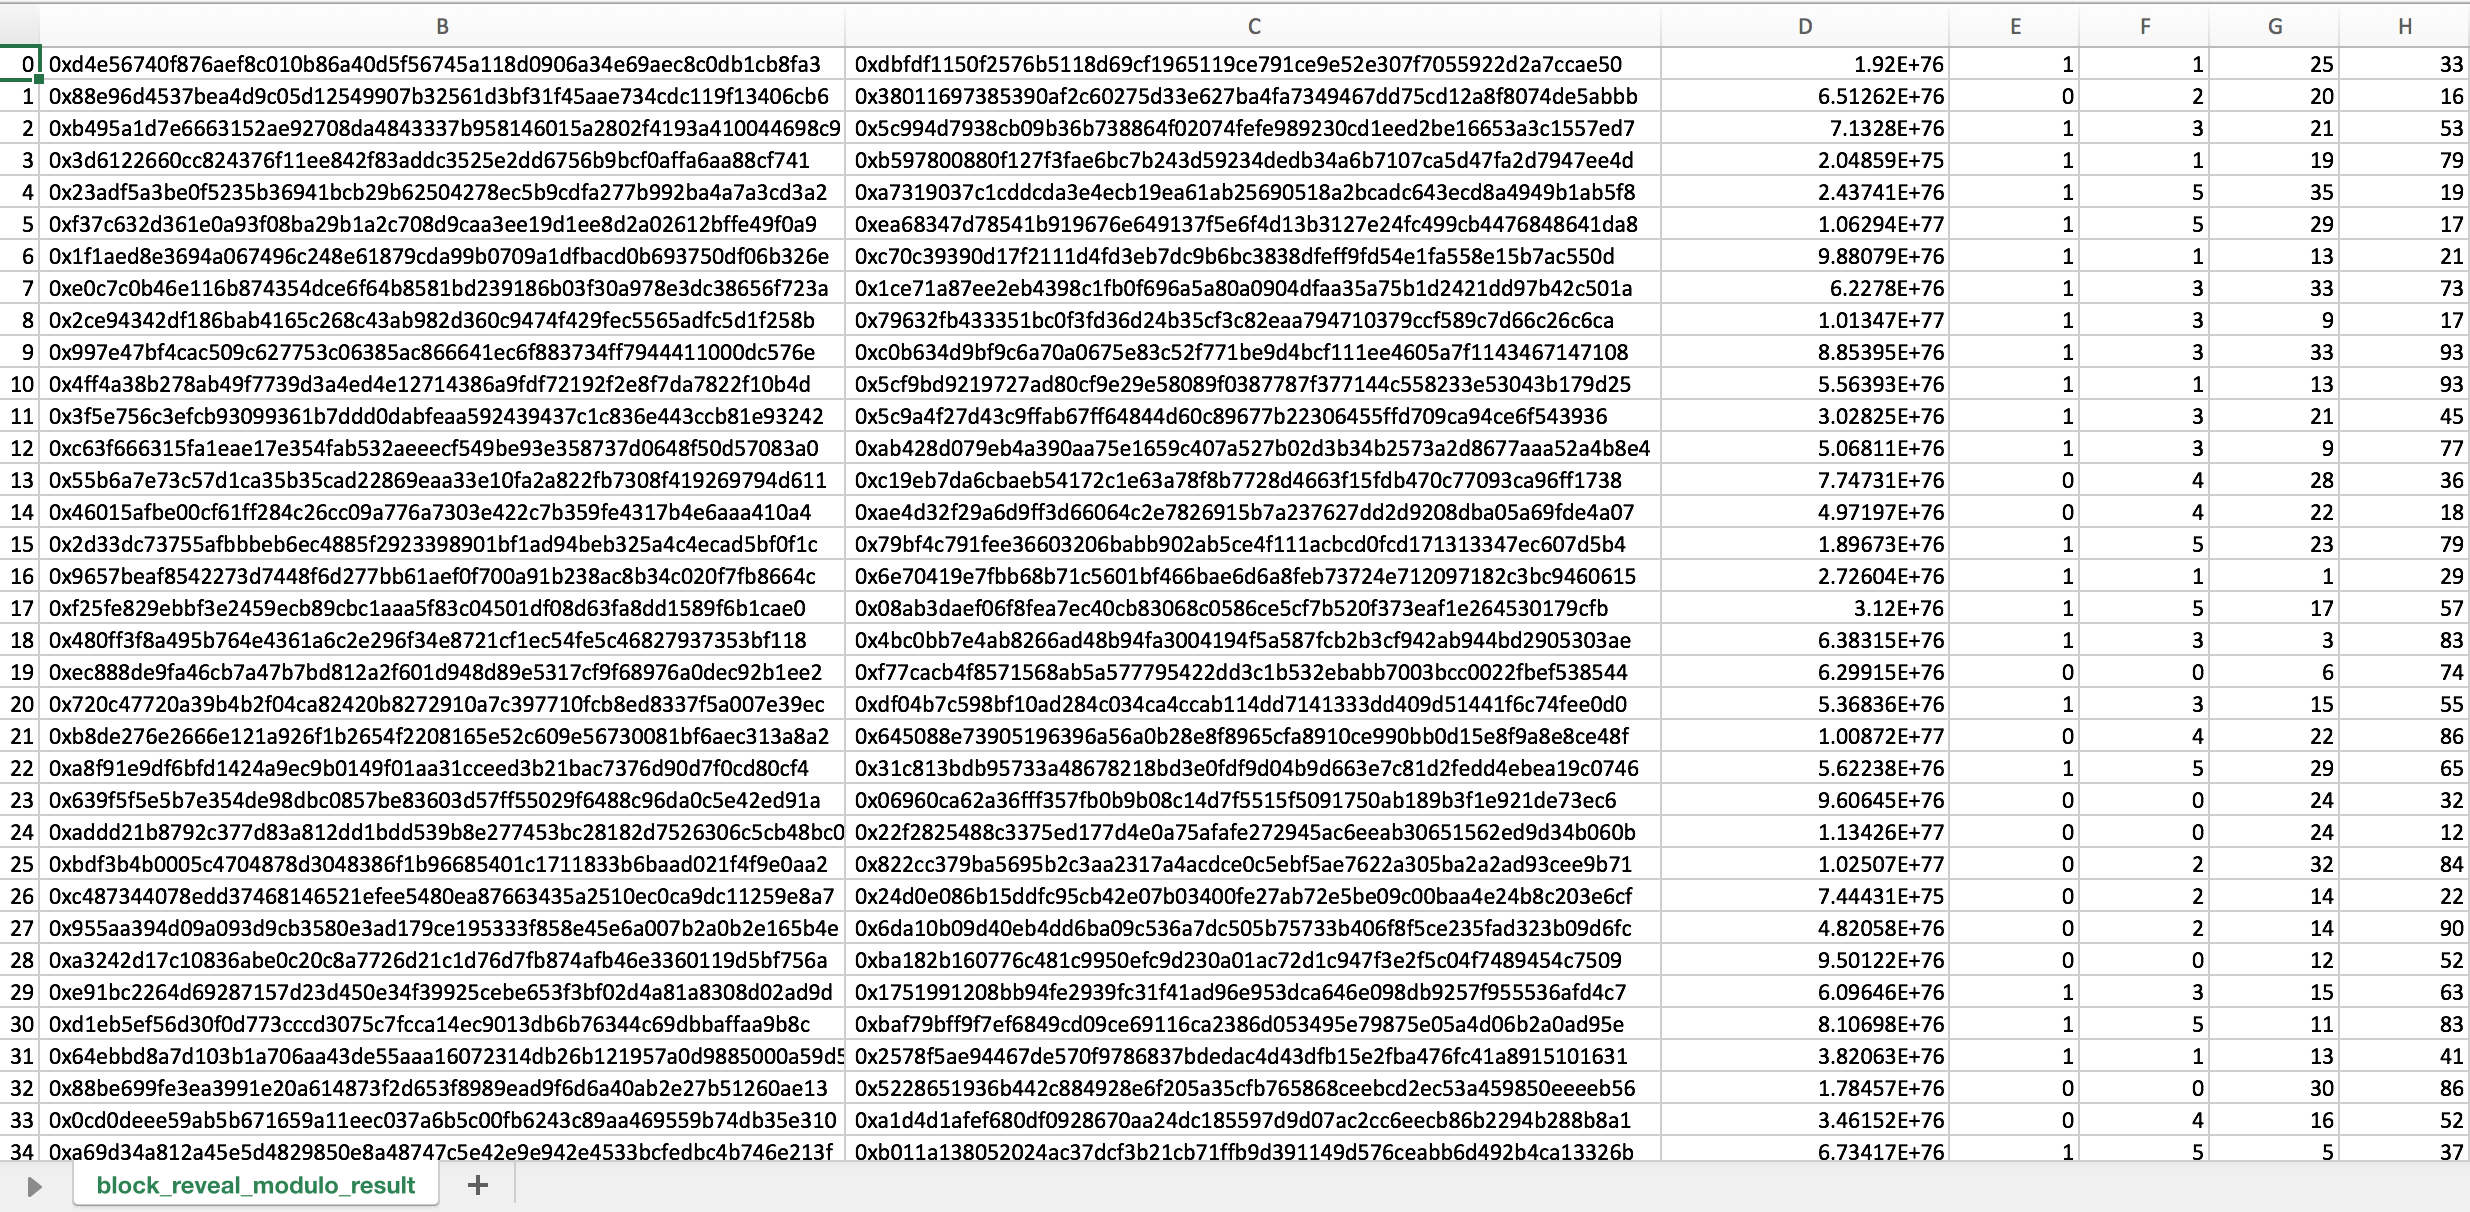 B C D E F G H
0 0xd4e56740f876aef8c010b86a40d5f56745a118d0906a34e69aec8c0db1cb8fa3 0xdbfdf1150f2576b5118d69cf1965119ce791ce9e52e307f7055922d2a7ccae50 1.92E+76 1 1 25 33
1 0x88e96d4537bea4d9c05d12549907b32561d3bf31f45aae734cdc119f13406cb6 0x38011697385390af2c60275d33e627ba4fa7349467dd75cd12a8f8074de5abbb 6.51262E+76 0 2 20 16
2 0xb495a1d7e6663152ae92708da4843337b958146015a2802f4193a410044698c9 0x5c994d7938cb09b36b738864f02074fefe989230cd1eed2be16653a3c1557ed7 7.1328E+76 1 3 21 53
3 0x3d6122660cc824376f11ee842f83addc3525e2dd6756b9bcf0affa6aa88cf741 0xb597800880f127f3fae6bc7b243d59234dedb34a6b7107ca5d47fa2d7947ee4d 2.04859E+75 1 1 19 79
4 0x23adf5a3be0f5235b36941bcb29b62504278ec5b9cdfa277b992ba4a7a3cd3a2 0xa7319037c1cddcda3e4ecb19ea61ab25690518a2bcadc643ecd8a4949b1ab5f8 2.43741E+76 1 5 35 19
5 0xf37c632d361e0a93f08ba29b1a2c708d9caa3ee19d1ee8d2a02612bffe49f0a9 0xea68347d78541b919676e649137f5e6f4d13b3127e24fc499cb4476848641da8 1.06294E+77 1 5 29 17
6 0x1f1aed8e3694a067496c248e61879cda99b0709a1dfbacd0b693750df06b326e 0xc70c39390d17f2111d4fd3eb7dc9b6bc3838dfeff9fd54e1fa558e15b7ac550d 9.88079E+76 1 1 13 21
7 0xe0c7c0b46e116b874354dce6f64b8581bd239186b03f30a978e3dc38656f723a 0x1ce71a87ee2eb4398c1fb0f696a5a80a0904dfaa35a75b1d2421dd97b42c501a 6.2278E+76 1 3 33 73
8 0x2ce94342df186bab4165c268c43ab982d360c9474f429fec5565adfc5d1f258b 0x79632fb433351bc0f3fd36d24b35cf3c82eaa794710379ccf589c7d66c26c6ca 1.01347E+77 1 3 9 17
9 0x997e47bf4cac509c627753c06385ac866641ec6f883734ff7944411000dc576e 0xc0b634d9bf9c6a70a0675e83c52f771be9d4bcf111ee4605a7f1143467147108 8.85395E+76 1 3 33 93
10 0x4ff4a38b278ab49f7739d3a4ed4e12714386a9fdf72192f2e8f7da7822f10b4d 0x5cf9bd9219727ad80cf9e29e58089f0387787f377144c558233e53043b179d25 5.56393E+76 1 1 13 93
11 0x3f5e756c3efcb93099361b7ddd0dabfeaa592439437c1c836e443ccb81e93242 0x5c9a4f27d43c9ffab67ff64844d60c89677b22306455ffd709ca94ce6f543936 3.02825E+76 1 3 21 45
12 0xc63f666315fa1eae17e354fab532aeeecf549be93e358737d0648f50d57083a0 0xab428d079eb4a390aa75e1659c407a527b02d3b34b2573a2d8677aaa52a4b8e4 5.06811E+76 1 3 9 77
13 0x55b6a7e73c57d1ca35b35cad22869eaa33e10fa2a822fb7308f419269794d611 0xc19eb7da6cbaeb54172c1e63a78f8b7728d4663f15fdb470c77093ca96ff1738 7.74731E+76 0 4 28 36
14 0x46015afbe00cf61ff284c26cc09a776a7303e422c7b359fe4317b4e6aaa410a4 0xae4d32f29a6d9ff3d66064c2e7826915b7a237627dd2d9208dba05a69fde4a07 4.97197E+76 0 4 22 18
15 0x2d33dc73755afbbbeb6ec4885f2923398901bf1ad94beb325a4c4ecad5bf0f1c 0x79bf4c791fee36603206babb902ab5ce4f111acbcd0fcd171313347ec607d5b4 1.89673E+76 1 5 23 79
16 0x9657beaf8542273d7448f6d277bb61aef0f700a91b238ac8b34c020f7fb8664c 0x6e70419e7fbb68b71c5601bf466bae6d6a8feb73724e712097182c3bc9460615 2.72604E+76 1 1 1 29
17 0xf25fe829ebbf3e2459ecb89cbc1aaa5f83c04501df08d63fa8dd1589f6b1cae0 0x08ab3daef06f8fea7ec40cb83068c0586ce5cf7b520f373eaf1e264530179cfb 3.12E+76 1 5 17 57
18 0x480ff3f8a495b764e4361a6c2e296f34e8721cf1ec54fe5c46827937353bf118 0x4bc0bb7e4ab8266ad48b94fa3004194f5a587fcb2b3cf942ab944bd2905303ae 6.38315E+76 1 3 3 83
19 0xec888de9fa46cb7a47b7bd812a2f601d948d89e5317cf9f68976a0dec92b1ee2 0xf77cacb4f8571568ab5a577795422dd3c1b532ebabb7003bcc0022fbef538544 6.29915E+76 0 0 6 74
20 0x720c47720a39b4b2f04ca82420b8272910a7c397710fcb8ed8337f5a007e39ec 0xdf04b7c598bf10ad284c034ca4ccab114dd7141333dd409d51441f6c74fee0d0 5.36836E+76 1 3 15 55
21 0xb8de276e2666e121a926f1b2654f2208165e52c609e56730081bf6aec313a8a2 0x645088e73905196396a56a0b28e8f8965cfa8910ce990bb0d15e8f9a8e8ce48f 1.00872E+77 0 4 22 86
22 0xa8f91e9df6bfd1424a9ec9b0149f01aa31cceed3b21bac7376d90d7f0cd80cf4 0x31c813bdb95733a48678218bd3e0fdf9d04b9d663e7c81d2fedd4ebea19c0746 5.62238E+76 1 5 29 65
23 0x639f5f5e5b7e354de98dbc0857be83603d57ff55029f6488c96da0c5e42ed91a 0x06960ca62a36fff357fb0b9b08c14d7f5515f5091750ab189b3f1e921de73ec6 9.60645E+76 0 0 24 32
24 0xaddd21b8792c377d83a812dd1bdd539b8e277453bc28182d7526306c5cb48bc0 0x22f2825488c3375ed177d4e0a75afafe272945ac6eeab30651562ed9d34b060b 1.13426E+77 0 0 24 12
25 0xbdf3b4b0005c4704878d3048386f1b96685401c1711833b6baad021f4f9e0aa2 0x822cc379ba5695b2c3aa2317a4acdce0c5ebf5ae7622a305ba2a2ad93cee9b71 1.02507E+77 0 2 32 84
26 0xc487344078edd37468146521efee5480ea87663435a2510ec0ca9dc11259e8a7 0x24d0e086b15ddfc95cb42e07b03400fe27ab72e5be09c00baa4e24b8c203e6cf 7.44431E+75 0 2 14 22
27 0x955aa394d09a093d9cb3580e3ad179ce195333f858e45e6a007b2a0b2e165b4e 0x6da10b09d40eb4dd6ba09c536a7dc505b75733b406f8f5ce235fad323b09d6fc 4.82058E+76 0 2 14 90
28 0xa3242d17c10836abe0c20c8a7726d21c1d76d7fb874afb46e3360119d5bf756a 0xba182b160776c481c9950efc9d230a01ac72d1c947f3e2f5c04f7489454c7509 9.50122E+76 0 0 12 52
29 0xe91bc2264d69287157d23d450e34f39925cebe653f3bf02d4a81a8308d02ad9d 0x1751991208bb94fe2939fc31f41ad96e953dca646e098db9257f955536afd4c7 6.09646E+76 1 3 15 63
30 0xd1eb5ef56d30f0d773cccd3075c7fcca14ec9013db6b76344c69dbbaffaa9b8c 0xbaf79bff9f7ef6849cd09ce69116ca2386d053495e79875e05a4d06b2a0ad95e 8.10698E+76 1 5 11 83
31 0x64ebbd8a7d103b1a706aa43de55aaa16072314db26b121957a0d9885000a59d5 0x2578f5ae94467de570f9786837bdedac4d43dfb15e2fba476fc41a8915101631 3.82063E+76 1 1 13 41
32 0x88be699fe3ea3991e20a614873f2d653f8989ead9f6d6a40ab2e27b51260ae13 0x5228651936b442c884928e6f205a35cfb765868ceebcd2ec53a459850eeeeb56 1.78457E+76 0 0 30 86
33 0x0cd0deee59ab5b671659a11eec037a6b5c00fb6243c89aa469559b74db35e310 0xa1d4d1afef680df0928670aa24dc185597d9d07ac2cc6eecb86b2294b288b8a1 3.46152E+76 0 4 16 52
34 0xa69d34a812a45e5d4829850e8a48747c5e42e9e942e4533bcfedbc4b746e213f 0xb011a138052024ac37dcf3b21cb71ffb9d391149d576ceabb6d492b4ca13326b 6.73417E+76 1 5 5 37
block_reveal_modulo_result +